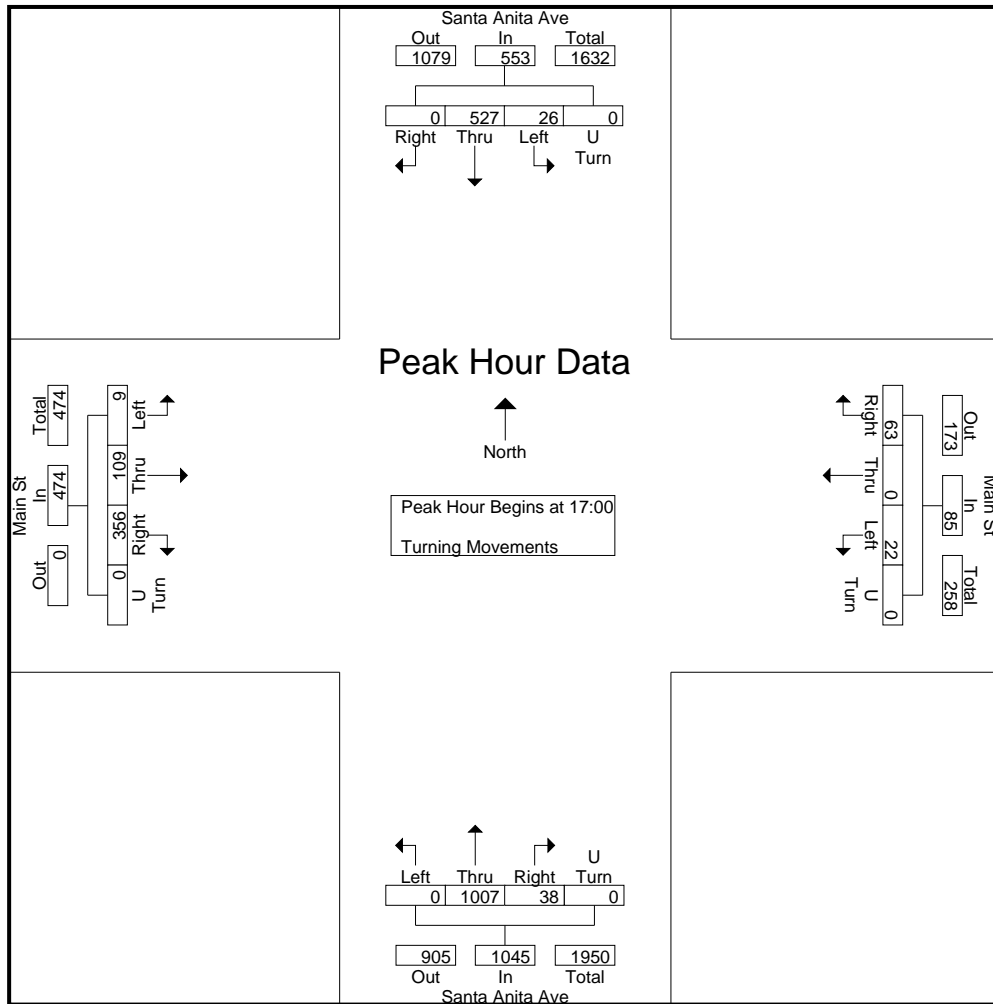 Santa Anita Ave
Out In Total
1079 553 1632
0 527 26 0
Right Thru Left U
Turn
Peak Hour Data
North
Peak Hour Begins at 17:00
Turning Movements
Main St
Total In Out
474 474 0
9 109 356 0
Left Thru Right U
Turn
Main St
Out In Total
173 85 258
63 0 22 0
Right Thru Left U
Turn
U
Left Thru Right Turn
0 1007 38 0
905 1045 1950
Out In Total
Santa Anita Ave